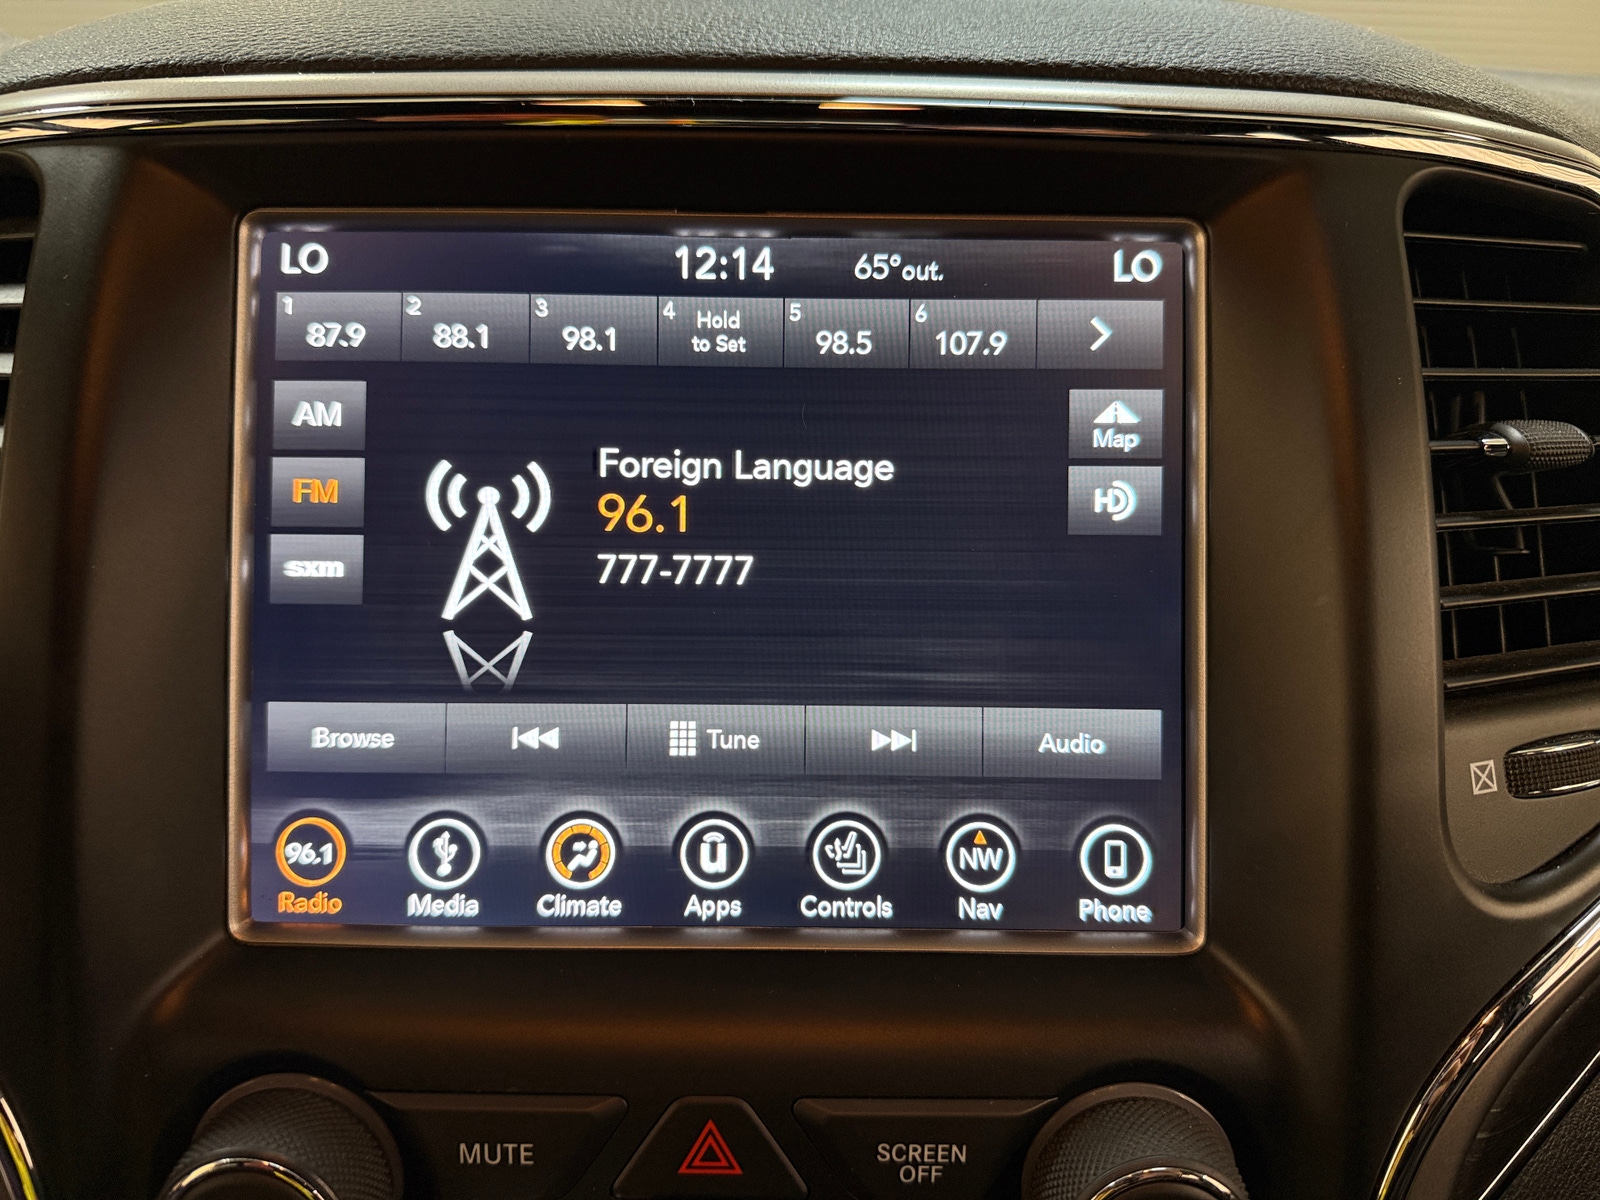 LO 12:14 65°out. LO
1 87.9
2 88.1
3 98.1
4 Hold
to Set
5 98.5
6 107.9
AM
FM
sxm
Foreign Language
96.1
777-7777
Map
HD
Browse Tune Audio
96.1 NW
Radio Media Climate Apps Controls Nav Phone
MUTE
SCREEN
OFF